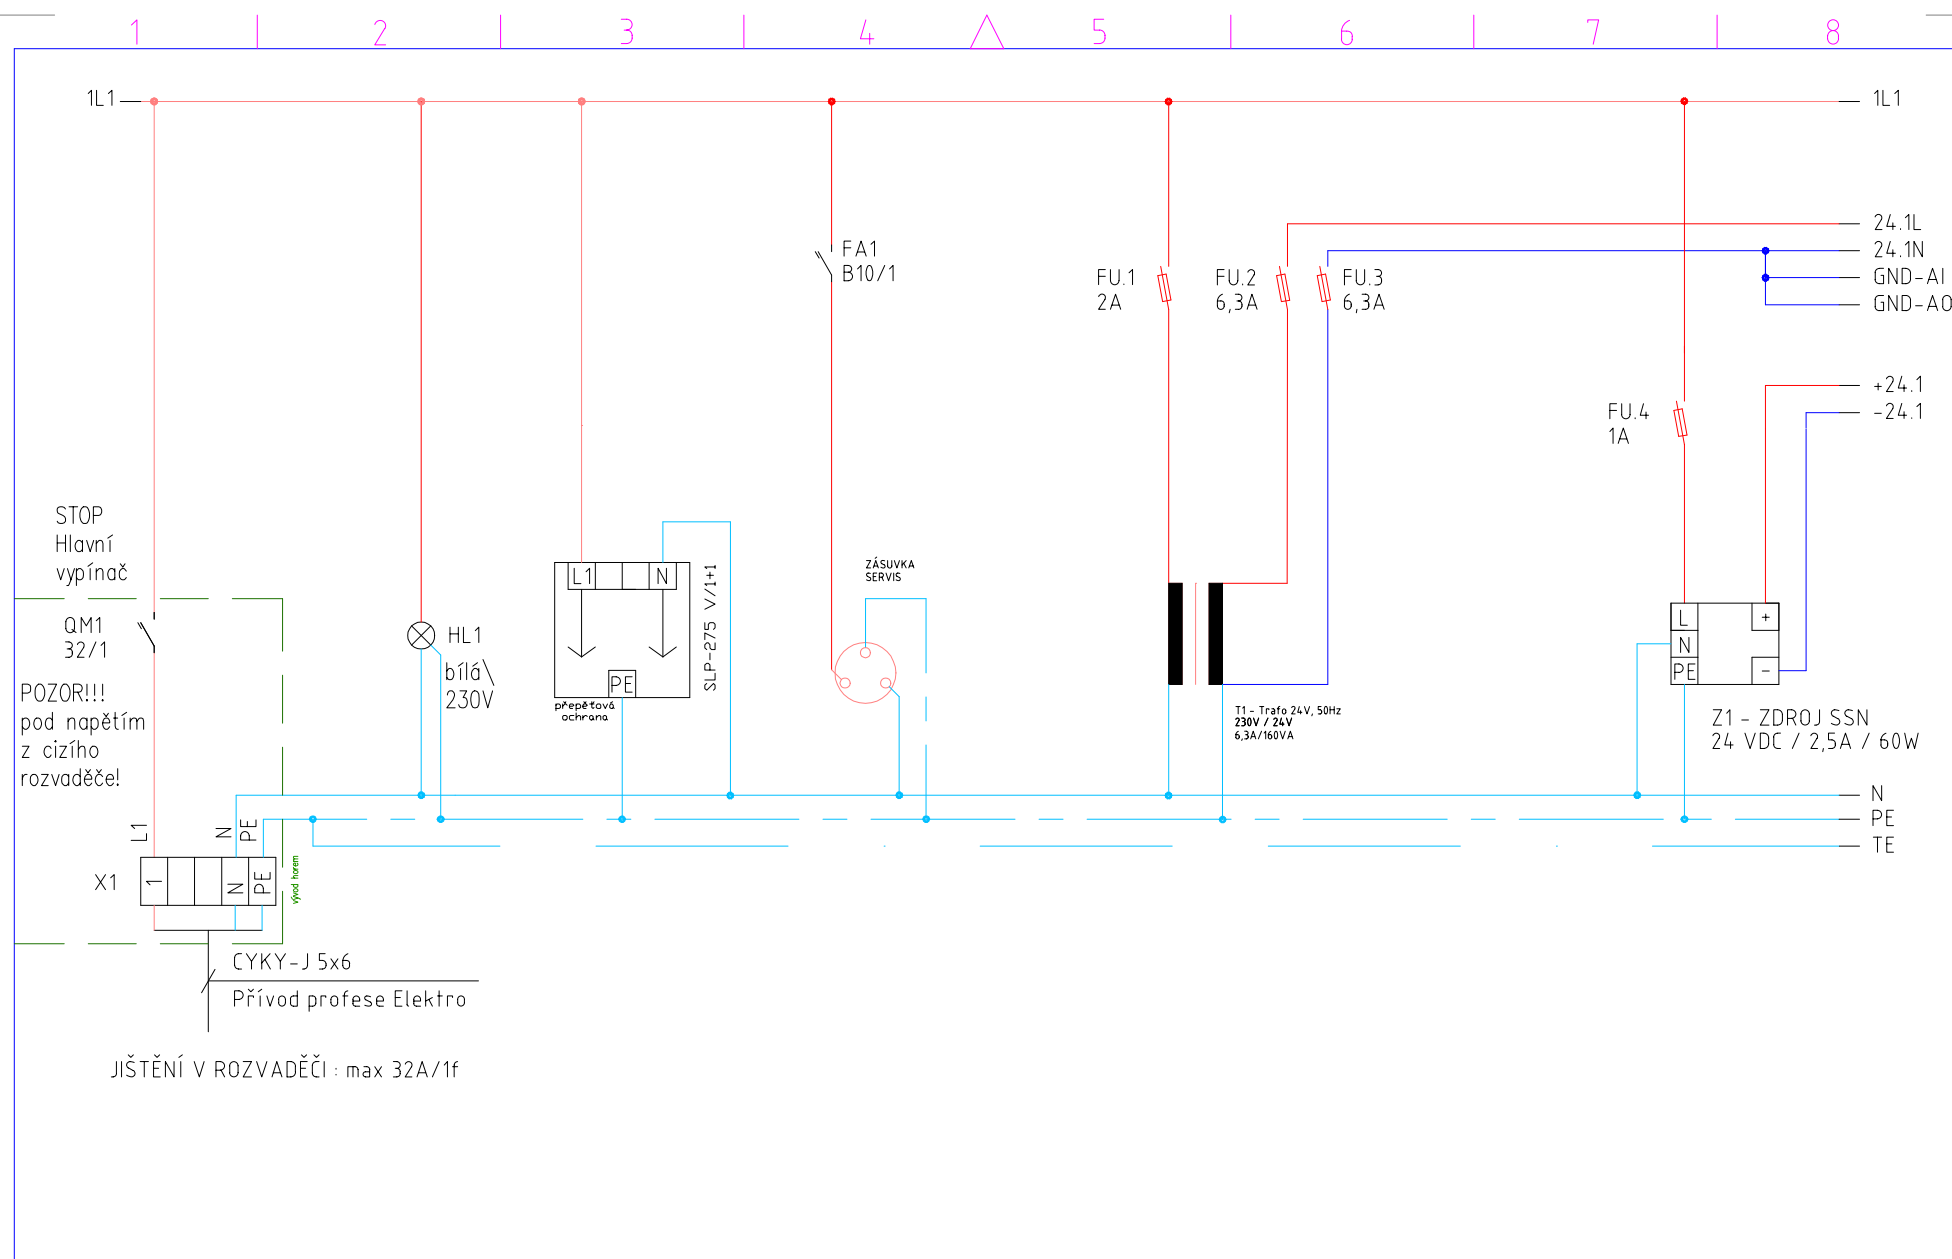 1 2 3 4 5 6 7 8
1L1
1L1
24.1L
24.1N
GND-AI
GND-AO
FA1
B10/1
FU.1
2A
FU.2
6,3A
FU.3
6,3A
+24.1
-24.1
FU.4
1A
STOP
Hlavní
vypínač
QM1
32/1
POZOR!!!
pod napětím
z cizího
rozvaděče!
HL1
bílá\
230V
L1
N
PE
SLP-275 V/1+1
přepěťová
ochrana
ZÁSUVKA
SERVIS
T1 - Trafo 24V, 50Hz
230V / 24V
6,3A/160VA
L
N
PE
+
-
Z1 - ZDROJ SSN
24 VDC / 2,5A / 60W
N
PE
TE
L1
N
PE
X1
1
N
PE
vývod horem
CYKY-J 5x6
Přívod profese Elektro
JIŠTĚNÍ V ROZVADĚČI : max 32A/1f